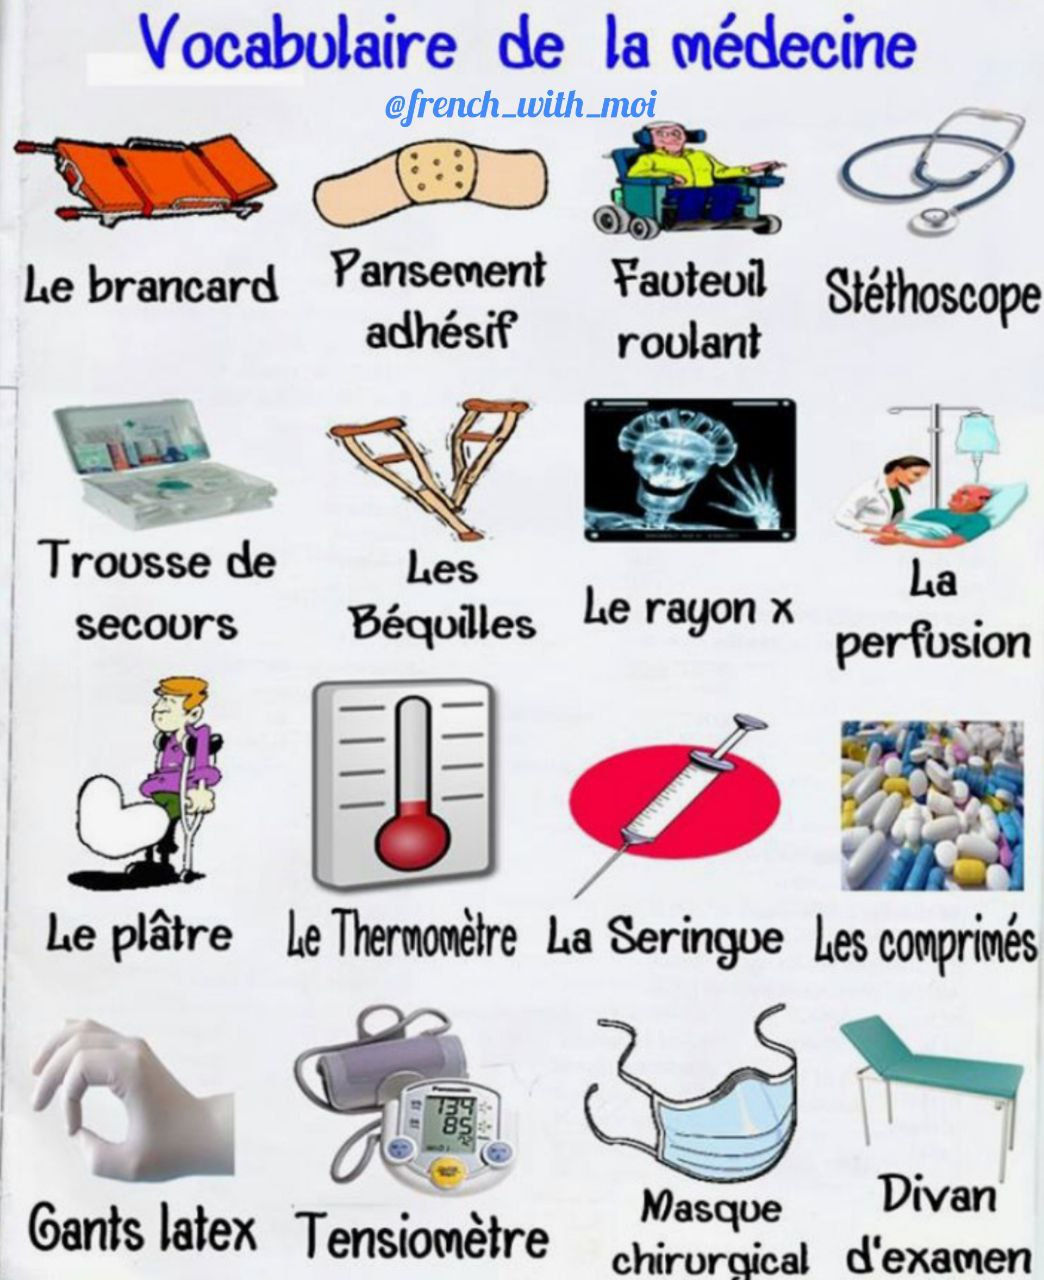 Vocabulaire de la médecine
@french_with_moi
Le brancard
Pansement
adhésif
Fauteuil
roulant
Stéthoscope
Trousse de
secours
Les
Béquilles
Le rayon x
La
perfusion
Le plâtre
Le Thermomètre
La Seringue
Les comprimés
Gants latex
Panasonic
134
85
Tensiomètre
Masque
chirurgical
Divan
d'examen